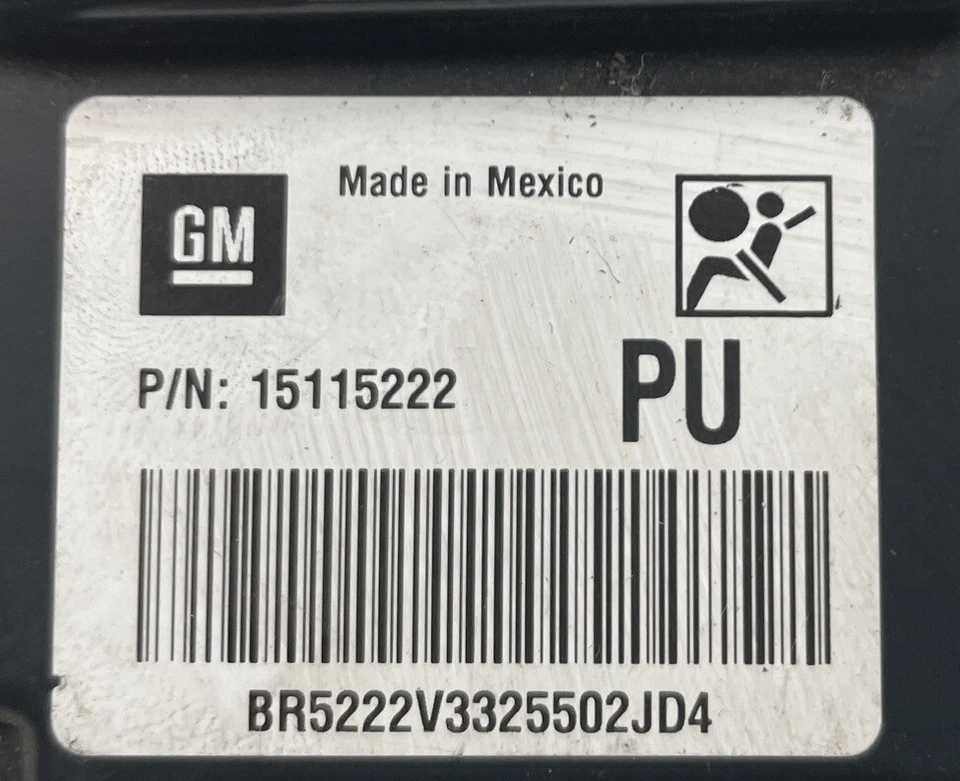 Made in Mexico
GM
P/N: 15115222
PU
BR5222V3325502JD4